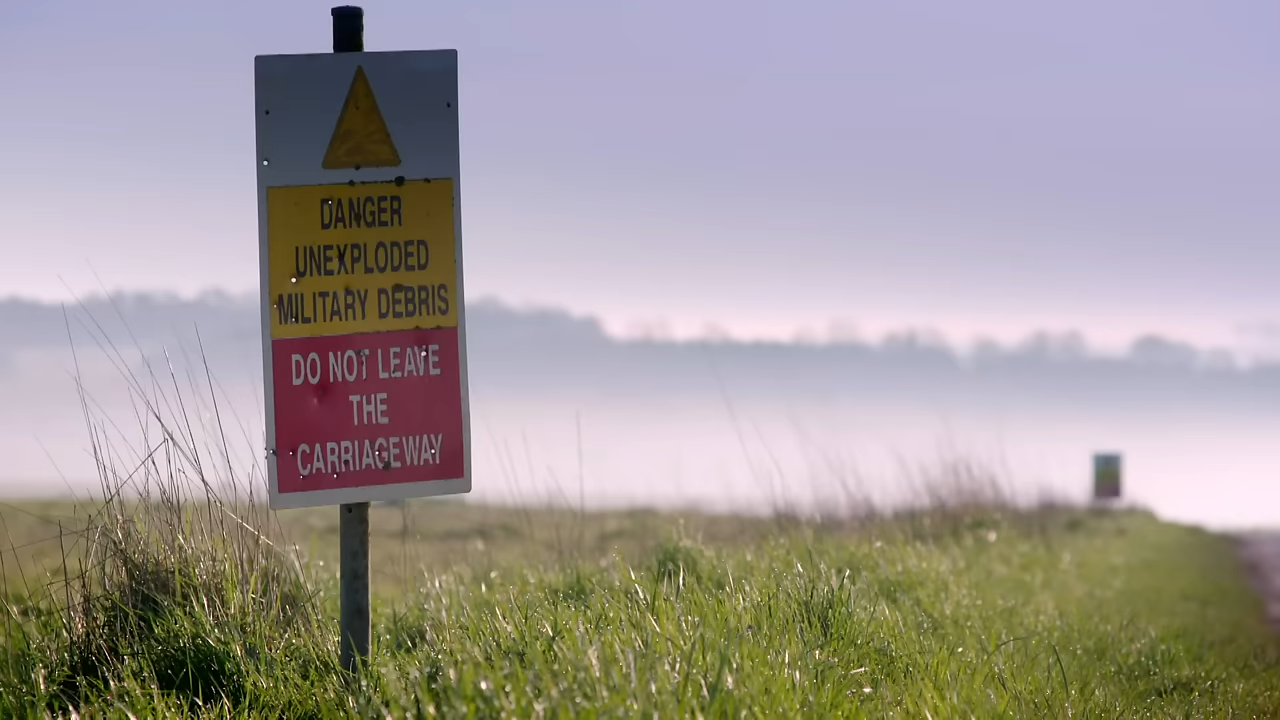 DANGER
UNEXPLODED
MILITARY DEBRIS
DO NOT LEAVE
THE
CARRIAGEWAY